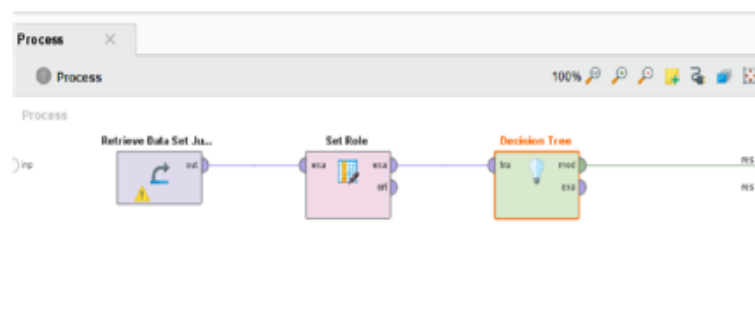 Process
Process
100%
Process
Retrieve Data Set Ju...
Set Role
Decision Tree
inp
out
exa
exa
ori
tra
mod
exa
res
res